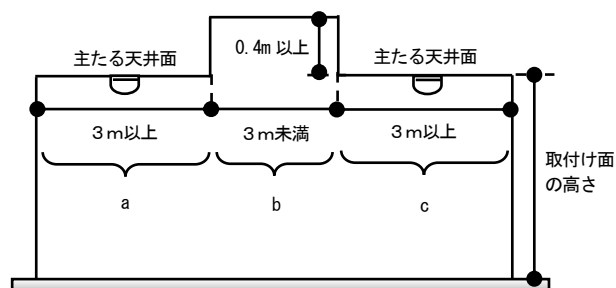 0.4m 以上
主たる天井面
主たる天井面
3m以上
3m未満
3m以上
取付け面
の高さ
a
b
c